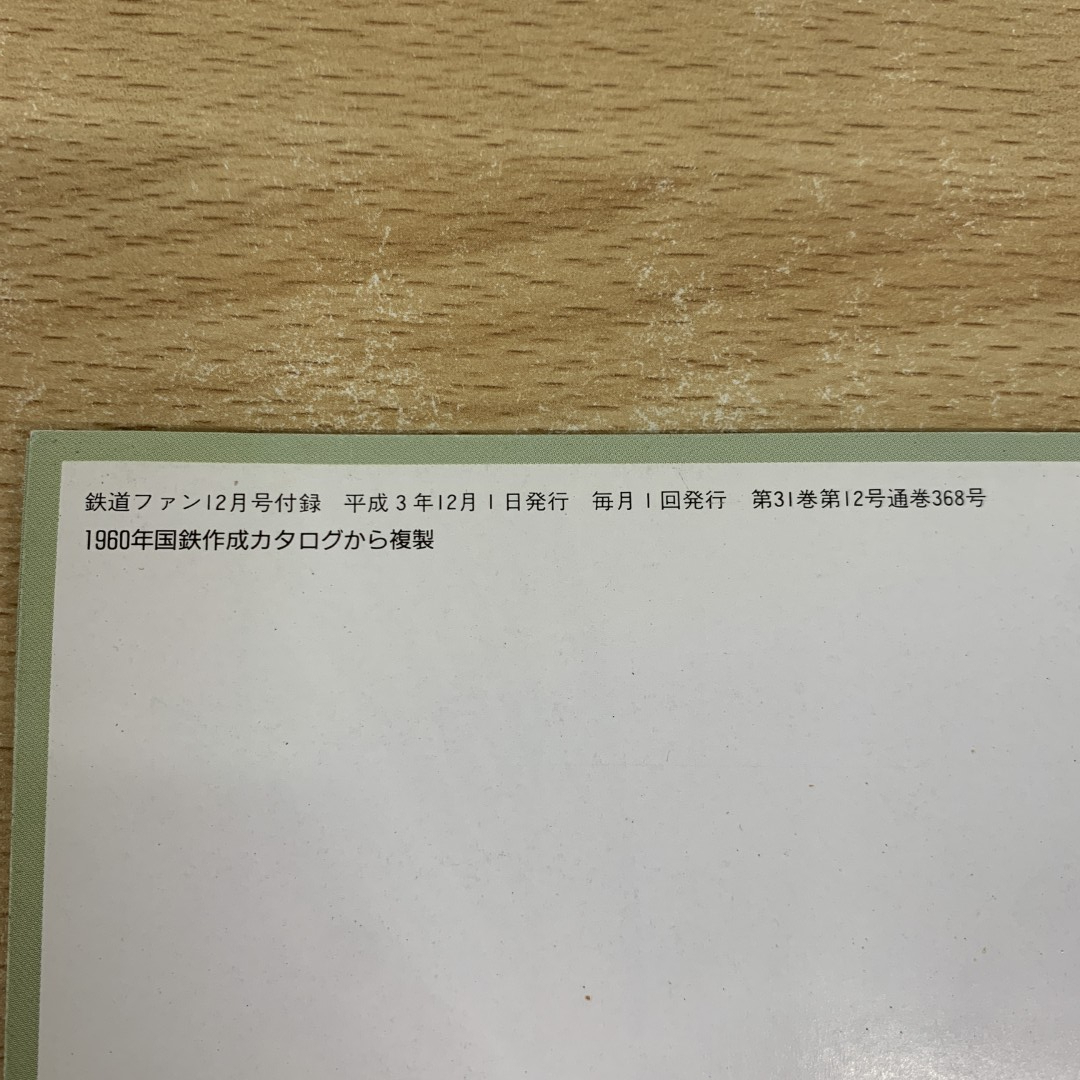 鉄道ファン12月号付録　平成3年12月1日発行　毎月1回発行　第31巻第12号通巻368号
1960年国鉄作成カタログから複製